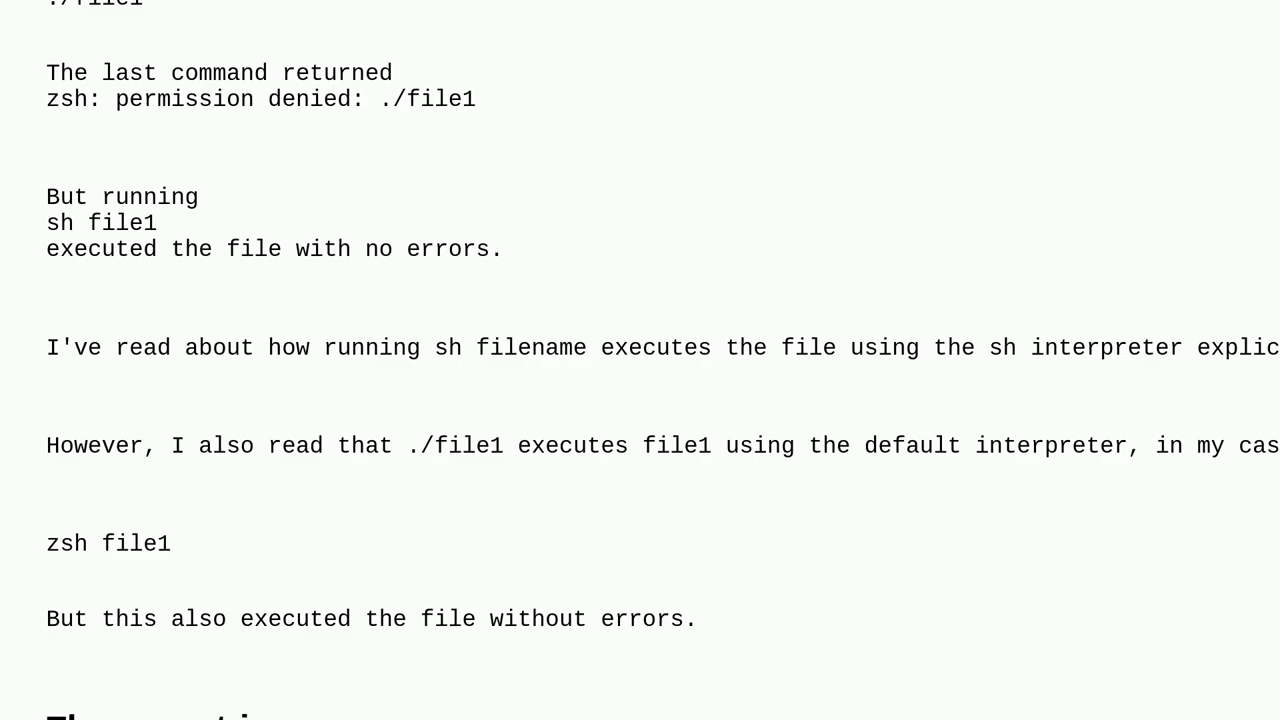 ./file1
The last command returned
zsh: permission denied: ./file1
But running
sh file1
executed the file with no errors.
I've read about how running sh filename executes the file using the sh interpreter explic
However, I also read that ./file1 executes file1 using the default interpreter, in my cas
zsh file1
But this also executed the file without errors.